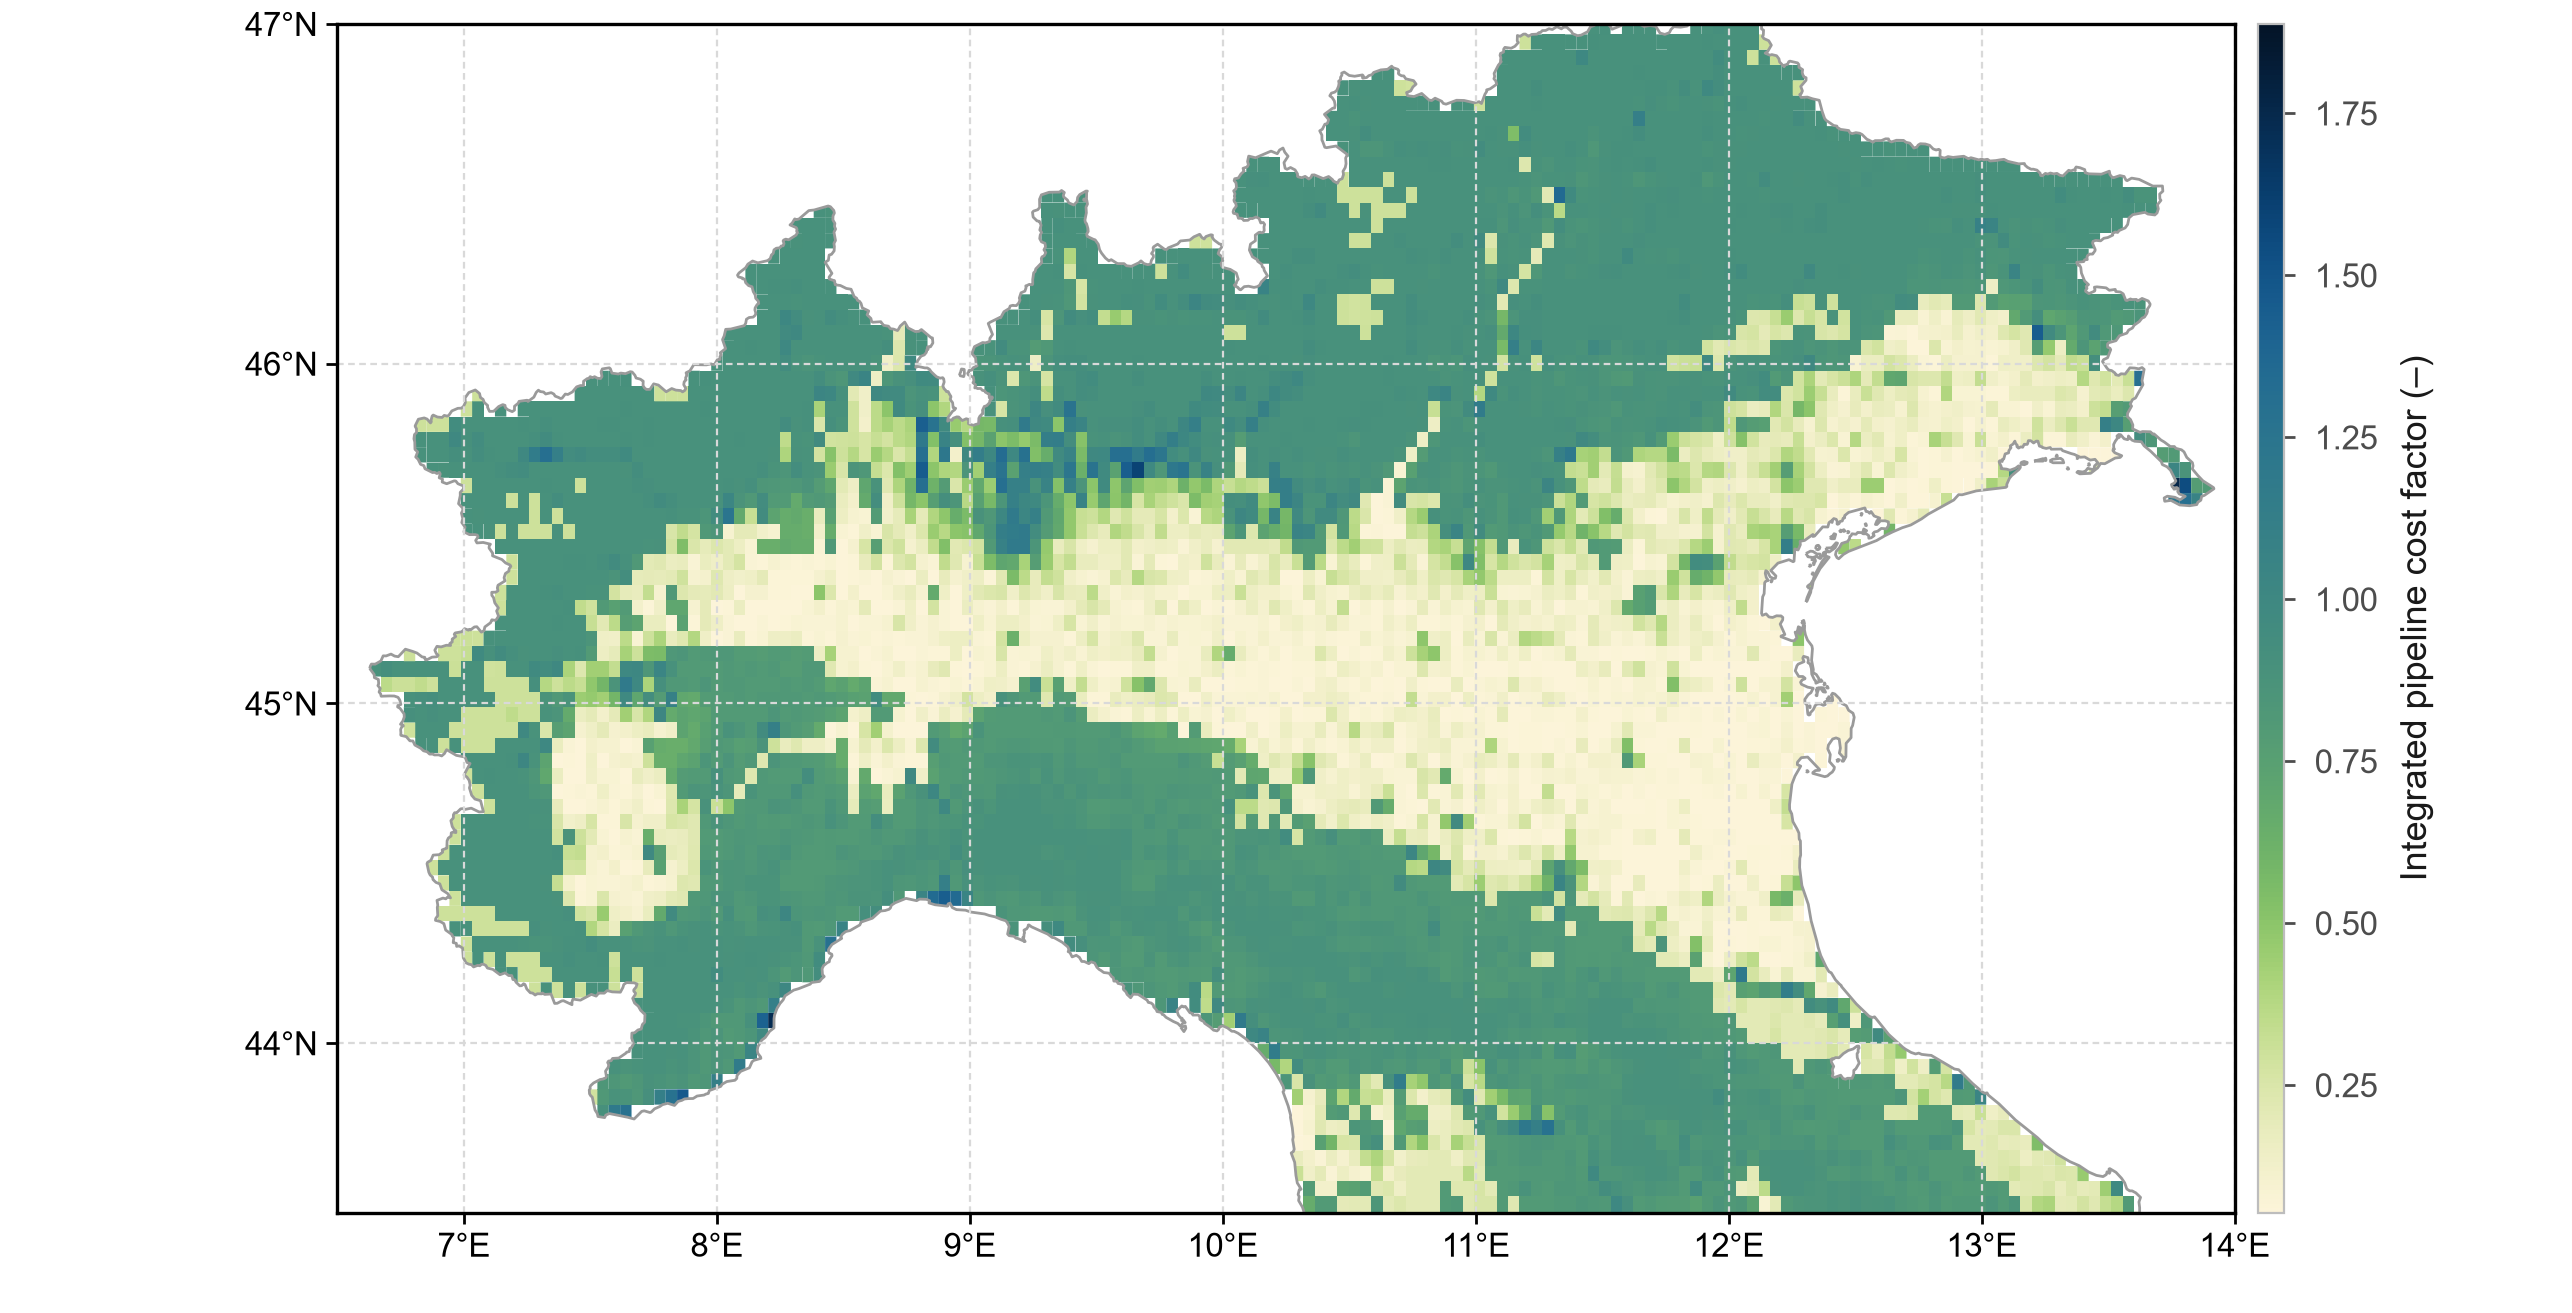 47°N
46°N
45°N
44°N
7°E
8°E
9°E
10°E
11°E
12°E
13°E
14°E
1.75
1.50
1.25
1.00
0.75
0.50
0.25
Integrated pipeline cost factor (–)